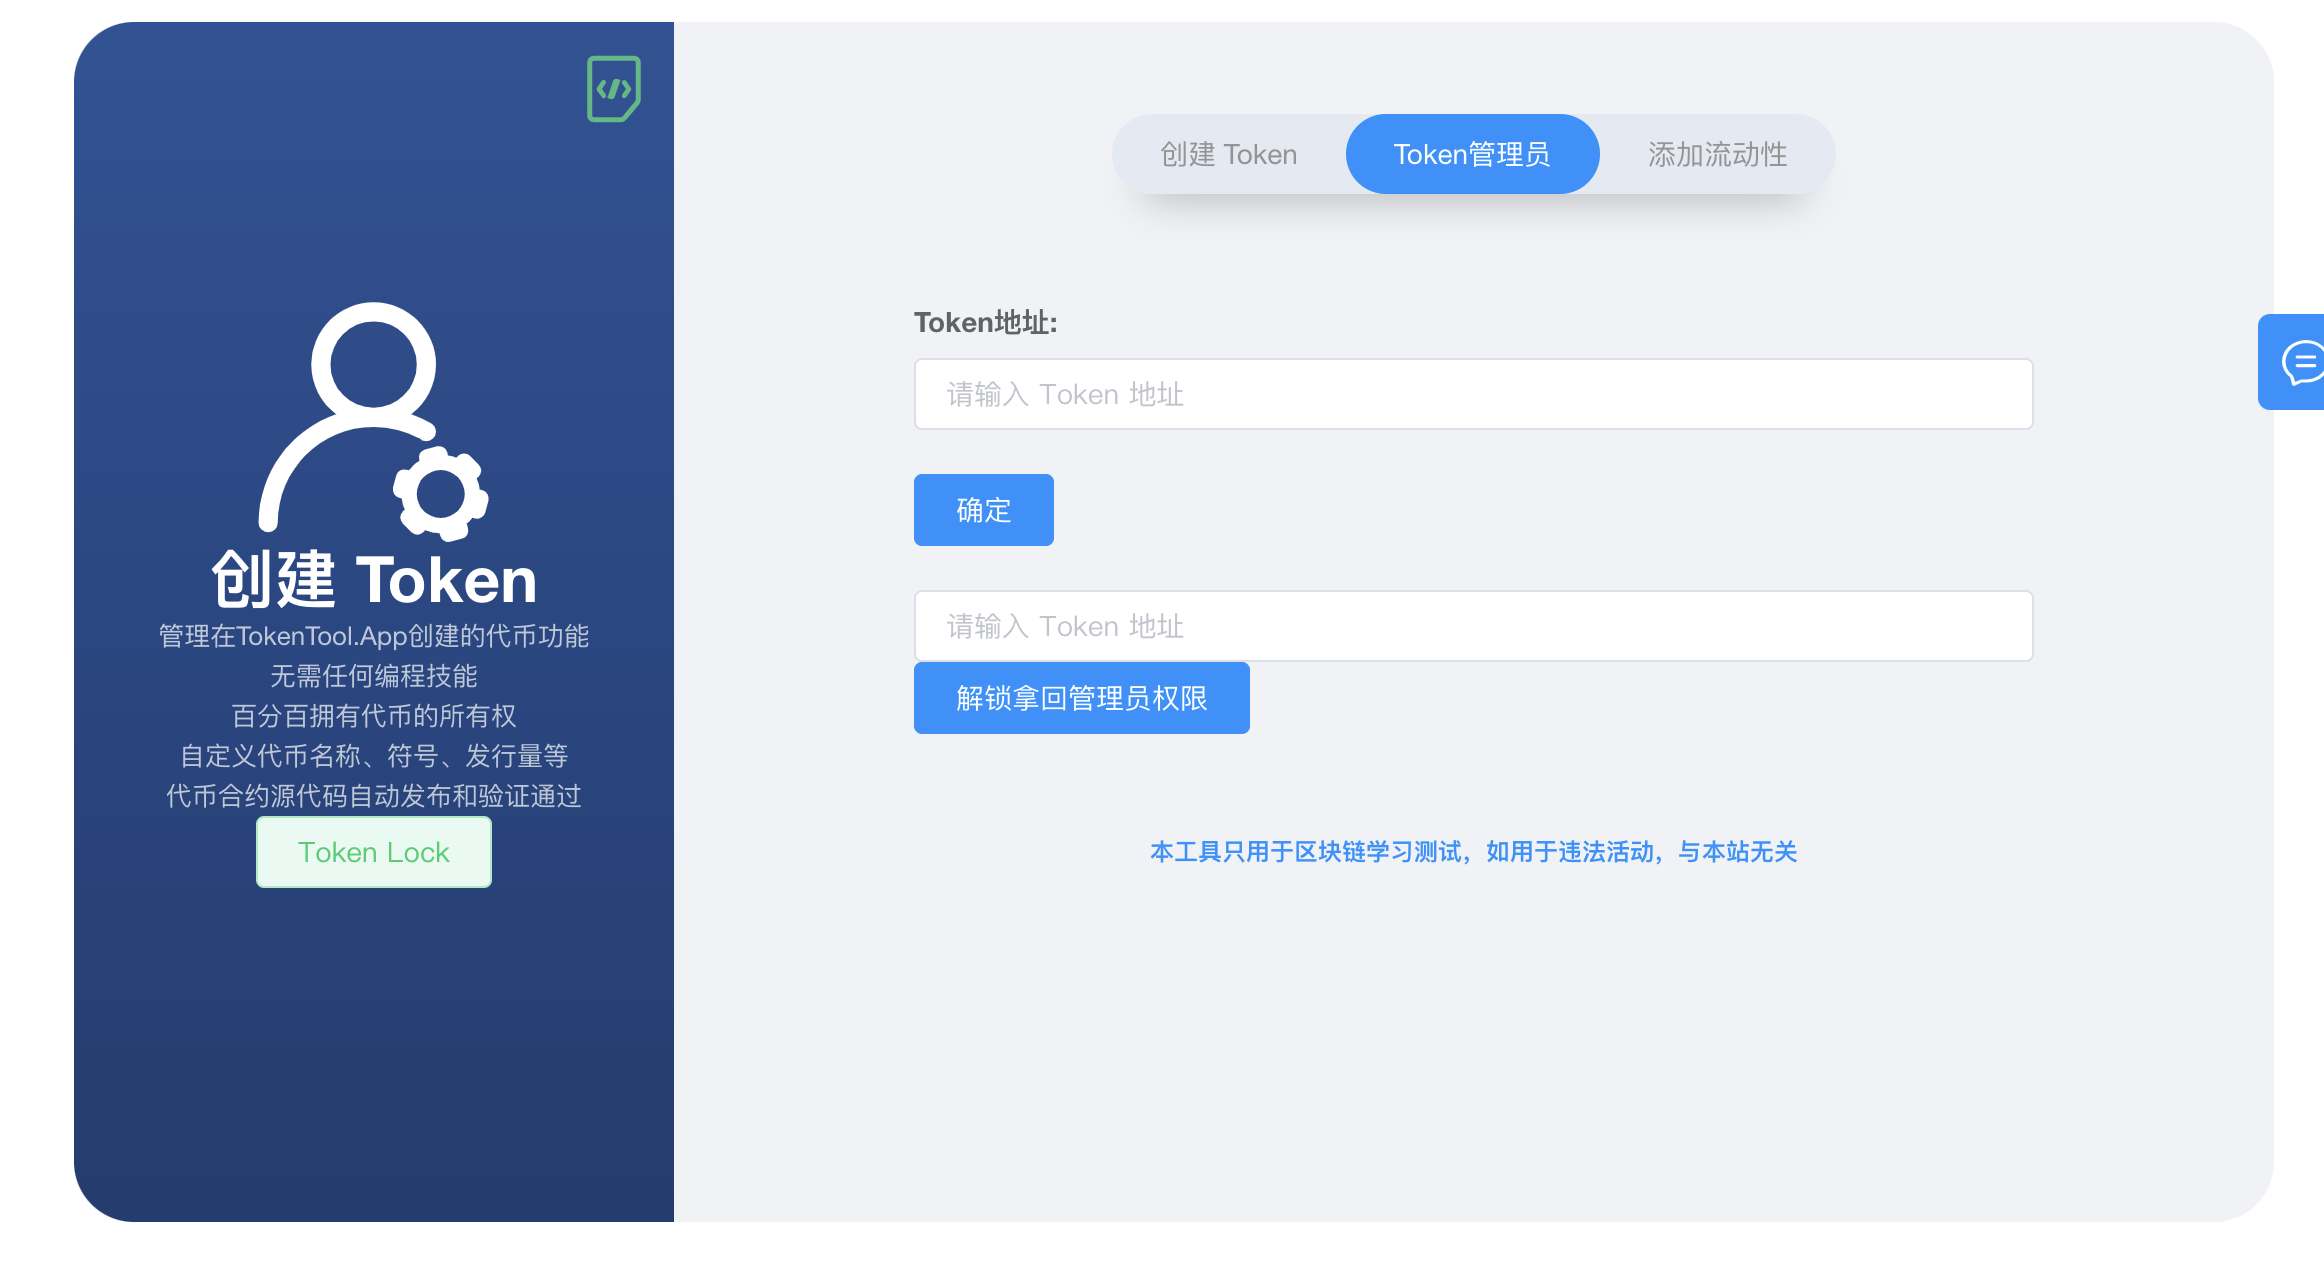 创建 Token
管理在TokenTool.App创建的代币功能
无需任何编程技能
百分百拥有代币的所有权
自定义代币名称、符号、发行量等
代币合约源代码自动发布和验证通过
Token Lock
创建 Token
Token管理员
添加流动性
Token地址:
请输入 Token 地址
确定
请输入 Token 地址
解锁拿回管理员权限
本工具只用于区块链学习测试，如用于违法活动，与本站无关